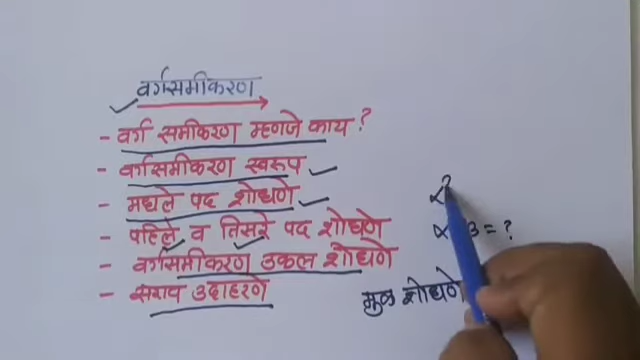 वर्गसमीकरण
- वर्ग समीकरण म्हणजे काय?
- वर्गसमीकरण स्वरूप
- मधले पद शोधणे
- पहिले व तिसरे पद शोधणे
- वर्गसमीकरण उकल शोधणे
- सराव उदाहरणे
= ?
मुळ शोधणे